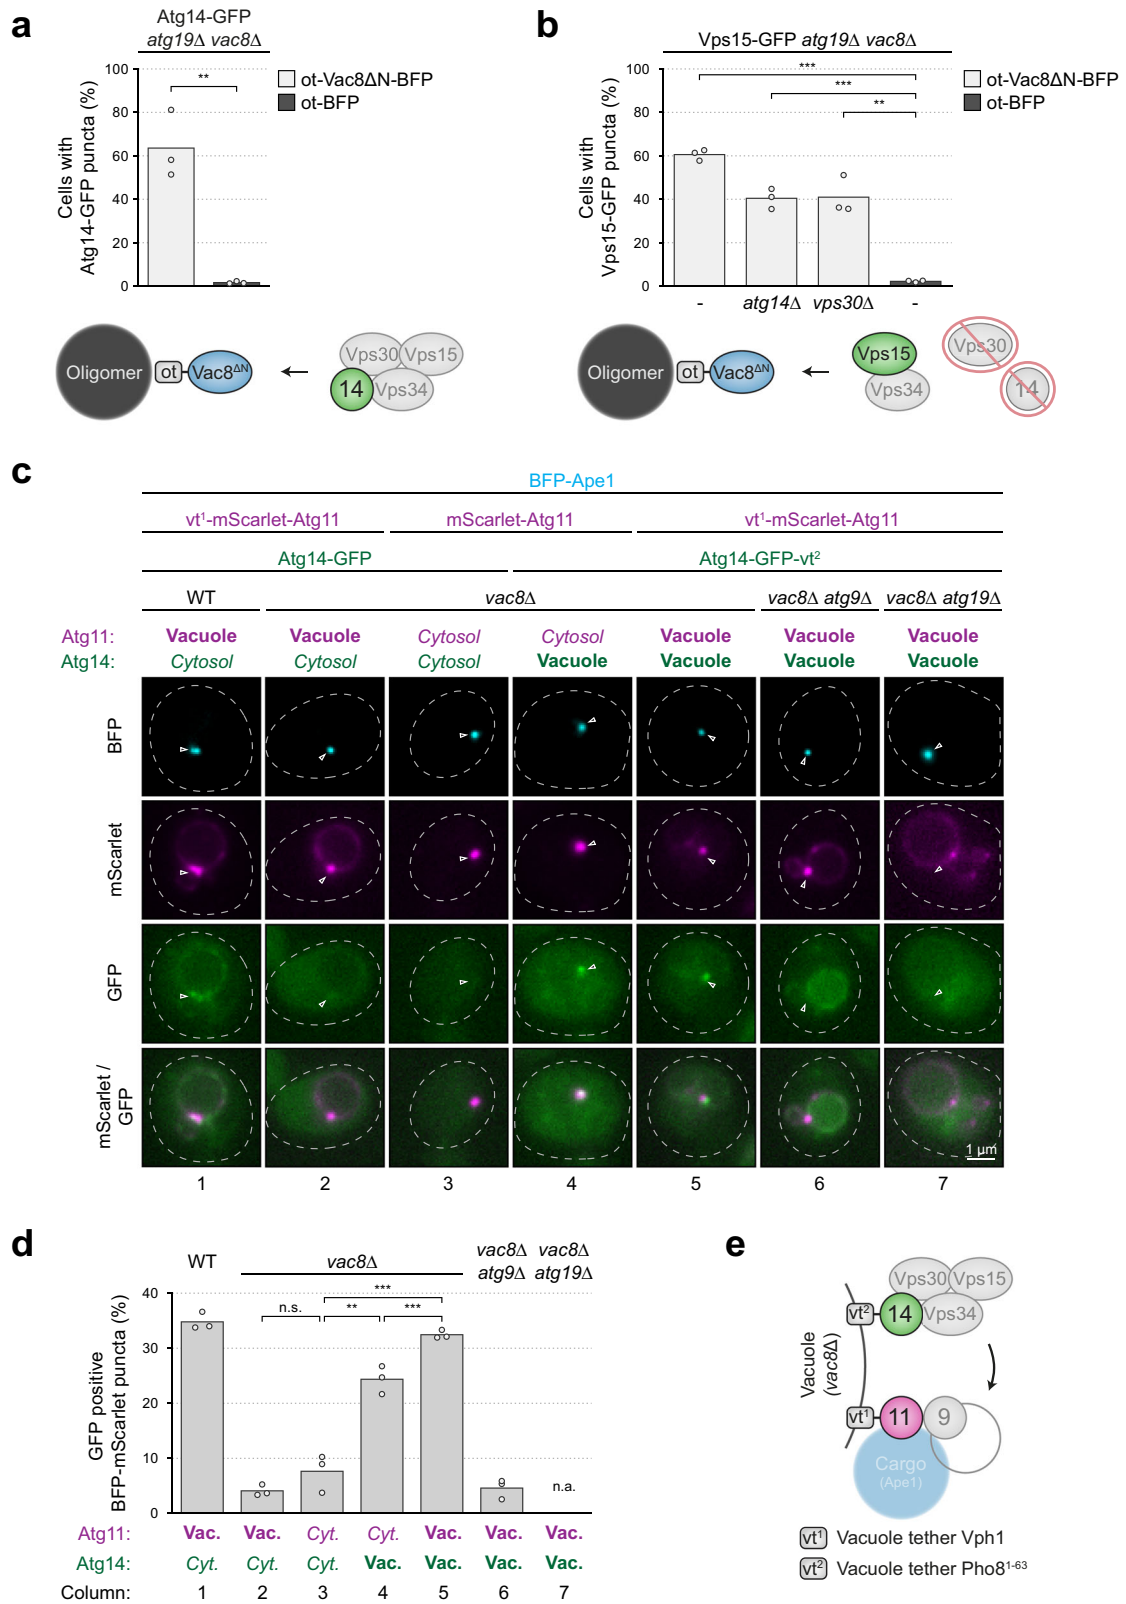 a
Atg14-GFP
atg19Δ vac8Δ
Cells with
Atg14-GFP puncta (%)
100
80
60
40
20
0
**
ot-Vac8ΔN-BFP
ot-BFP
Oligomer
ot
Vac8ΔN
Vps30
Vps15
14
Vps34
b
Vps15-GFP atg19Δ vac8Δ
Cells with
Vps15-GFP puncta (%)
100
80
60
40
20
0
***
***
**
ot-Vac8ΔN-BFP
ot-BFP
- atg14Δ vps30Δ -
Oligomer
ot
Vac8ΔN
Vps15
Vps34
Vps30
14
c
BFP-Ape1
vt¹-mScarlet-Atg11 mScarlet-Atg11 vt¹-mScarlet-Atg11
Atg14-GFP Atg14-GFP-vt²
WT vac8Δ vac8Δ atg9Δ vac8Δ atg19Δ
Atg11: Vacuole Vacuole Cytosol Cytosol Vacuole Vacuole Vacuole
Atg14: Cytosol Cytosol Cytosol Vacuole Vacuole Vacuole Vacuole
BFP
mScarlet
GFP
mScarlet /
GFP
1 µm
1 2 3 4 5 6 7
d
WT vac8Δ
vac8Δ vac8Δ
atg9Δ atg19Δ
GFP positive
BFP-mScarlet puncta (%)
40
30
20
10
0
***
n.s. ** ***
n.a.
Atg11: Vac. Vac. Cyt. Cyt. Vac. Vac. Vac.
Atg14: Cyt. Cyt. Cyt. Vac. Vac. Vac. Vac.
Column: 1 2 3 4 5 6 7
e
Vacuole
(vac8Δ)
Vps30
Vps15
vt²
14
Vps34
vt¹
11
9
Cargo
(Ape1)
vt¹ Vacuole tether Vph1
vt² Vacuole tether Pho8¹⁻⁶³